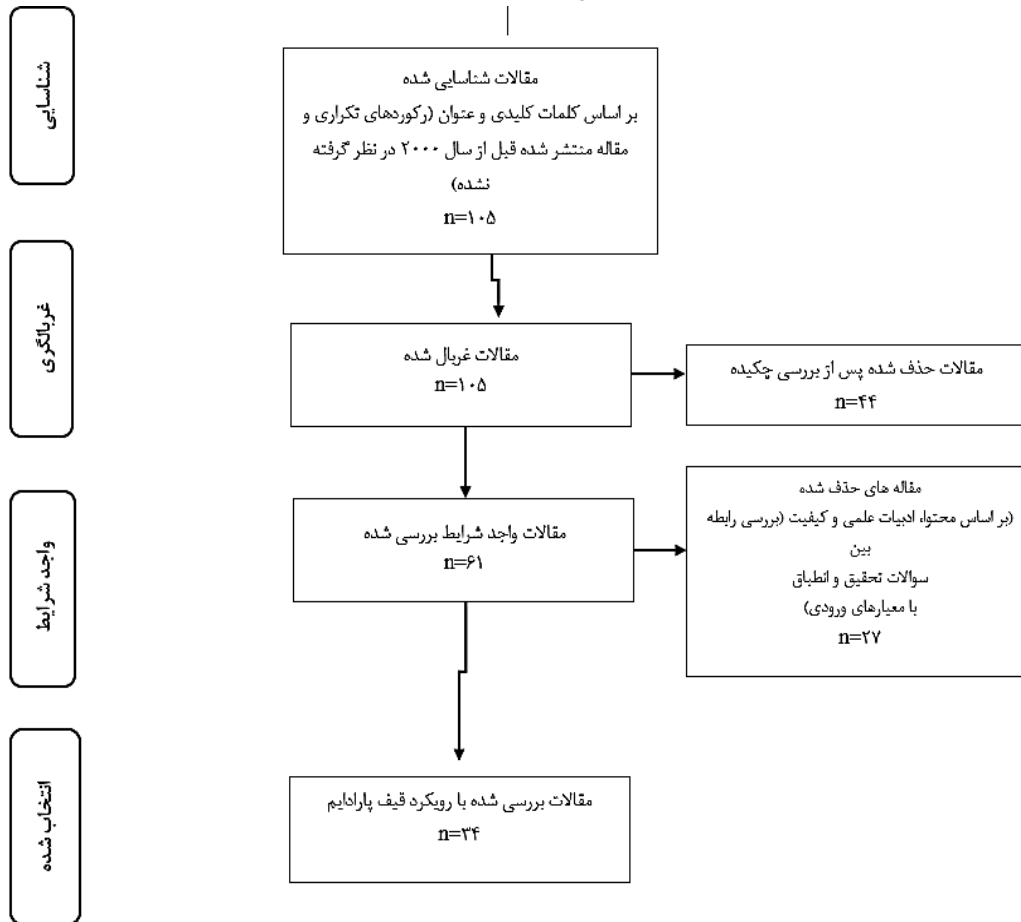 شناسایی
مقالات شناسایی شده
بر اساس کلمات کلیدی و عنوان (رکوردهای تکراری و
مقاله منتشر شده قبل از سال ۲۰۰۰ در نظر گرفته
نشده)
n=۱۰۵
غربالگری
مقالات غربال شده
n=۱۰۵
مقالات حذف شده پس از بررسی چکیده
n=۴۴
واجد شرایط
مقالات واجد شرایط بررسی شده
n=۶۱
مقاله های حذف شده
(بر اساس محتوا، ادبیات علمی و کیفیت (بررسی رابطه
بین
سوالات تحقیق و انطباق
با معیارهای ورودی)
n=۲۷
انتخاب شده
مقالات بررسی شده با رویکرد قیف پارادایم
n=۳۴